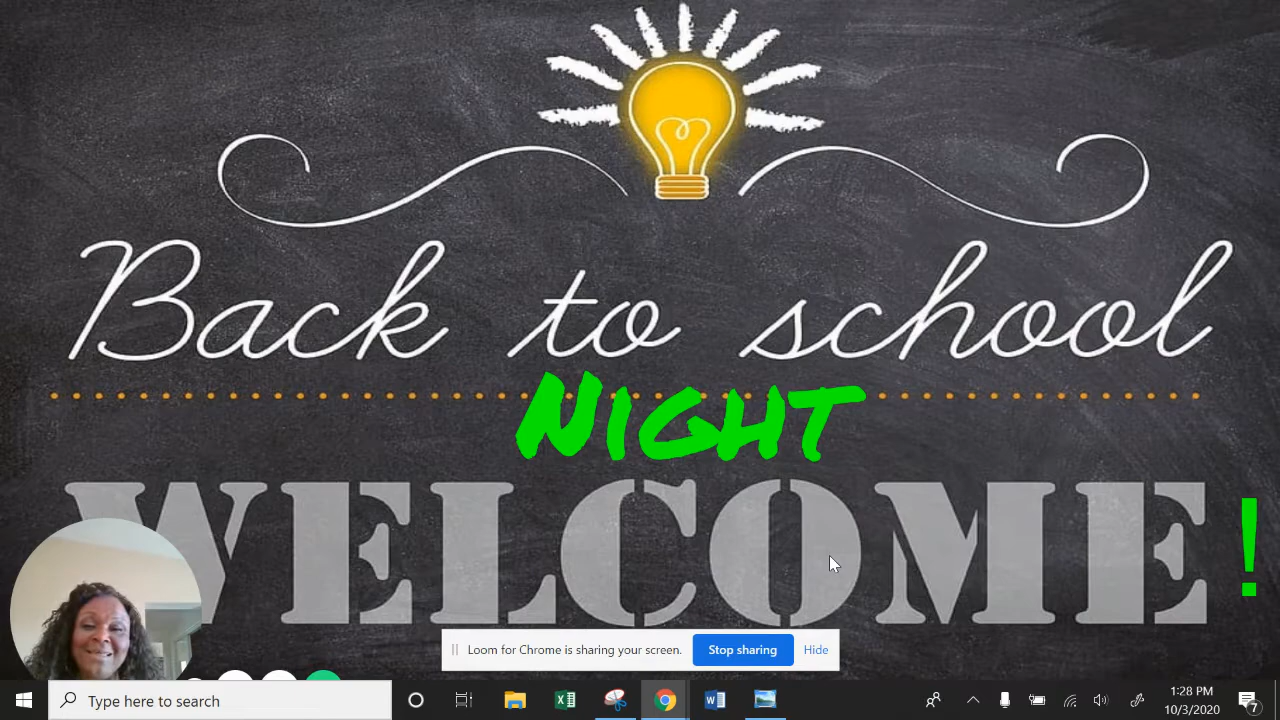 Back to school
NIGHT
WELCOME!
Loom for Chrome is sharing your screen. Stop sharing Hide
Type here to search
1:28 PM
10/3/2020
7